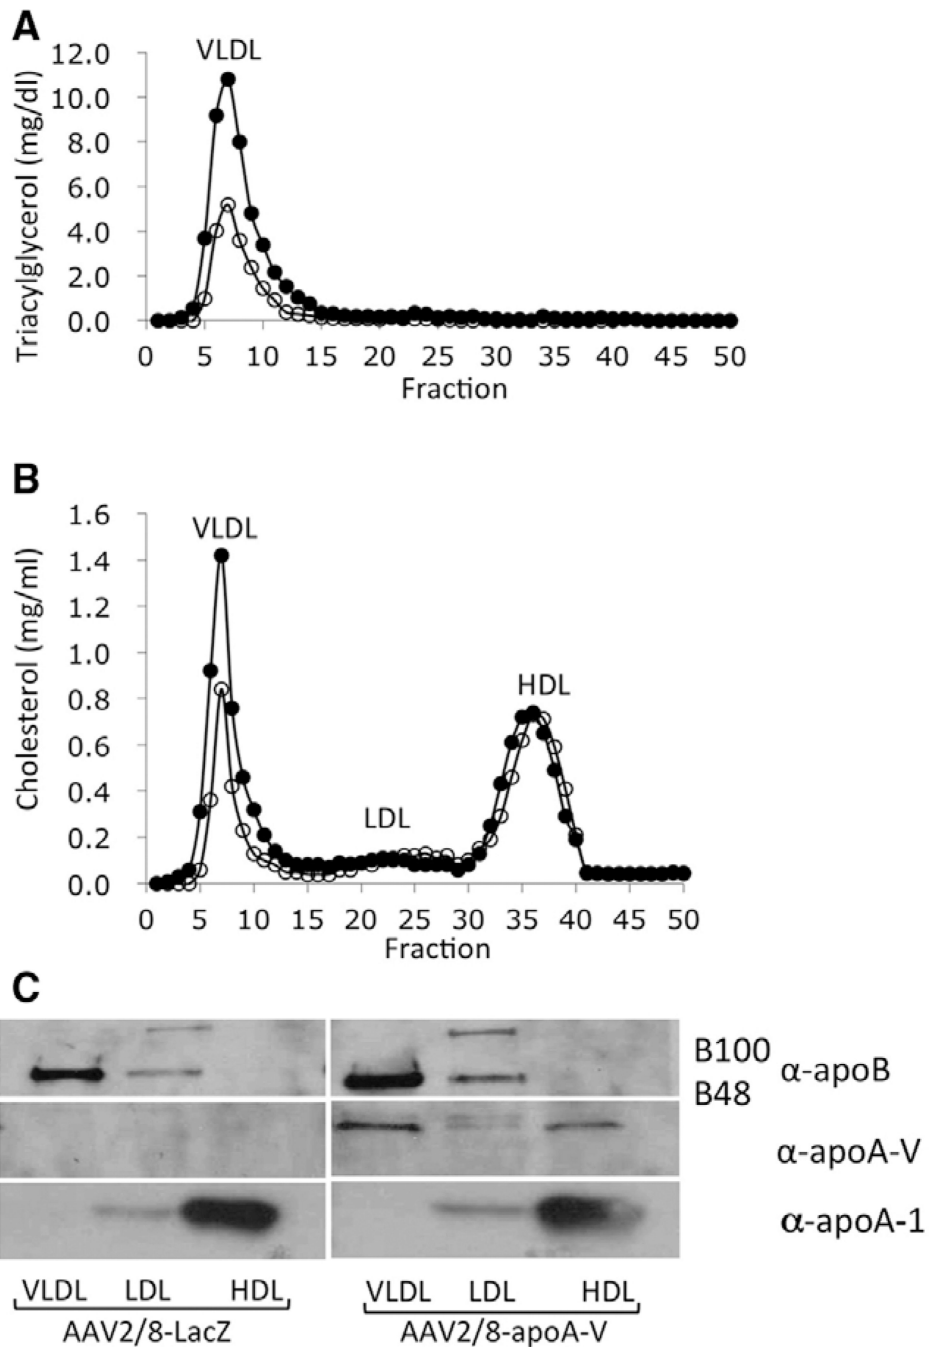 A
VLDL
12.0
10.0
8.0
6.0
4.0
2.0
0.0
Triacylglycerol (mg/dl)
0 5 10 15 20 25 30 35 40 45 50
Fraction
B
VLDL
1.6
1.4
1.2
1.0
0.8
0.6
0.4
0.2
0.0
Cholesterol (mg/ml)
HDL
LDL
0 5 10 15 20 25 30 35 40 45 50
Fraction
C
B100
B48
α-apoB
α-apoA-V
α-apoA-1
VLDL LDL HDL VLDL LDL HDL
AAV2/8-LacZ AAV2/8-apoA-V